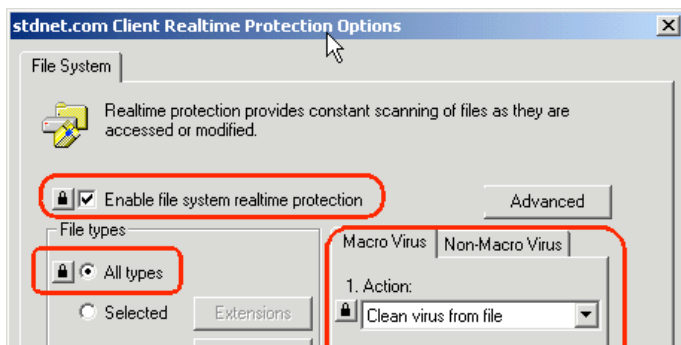 stdnet.com Client Realtime Protection Options
File System
Realtime protection provides constant scanning of files as they are
accessed or modified.
Enable file system realtime protection
Advanced
File types
All types
Selected
Extensions
Macro Virus
Non-Macro Virus
1. Action:
Clean virus from file